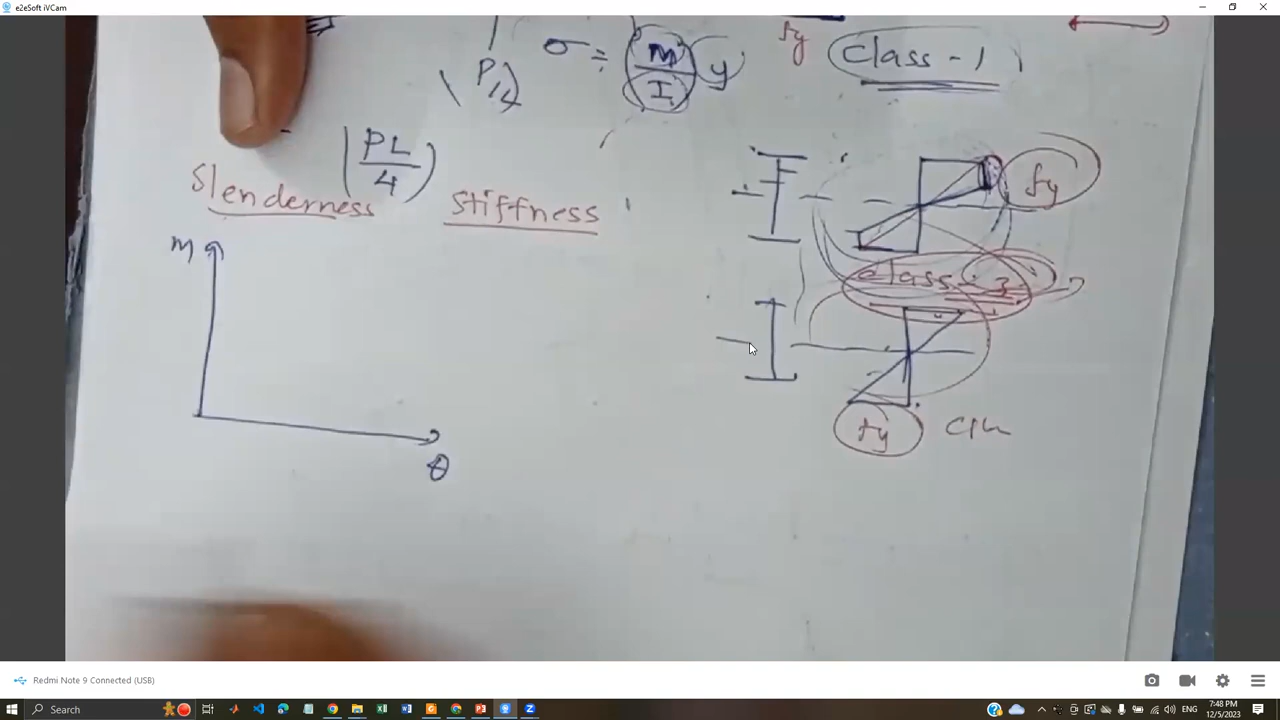 e2eSoft iVCam
σ = M/I y
fy
Class-1
P/2
PL/4
fy
Slenderness Stiffness
M
class-3
θ
fy
Redmi Note 9 Connected (USB)
Search
ENG
7:48 PM
12/5/2023